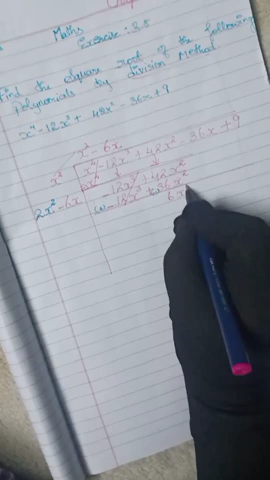 Maths
Exercise: 3.8
Find the square root of the following
Polynomials by division Method
x⁴ - 12x³ + 42x² - 36x + 9
x² - 6x
x² x⁴ - 12x³ + 42x² - 36x + 9
x⁴
2x² - 6x -12x³ + 42x²
-12x³ 36x²
6x²